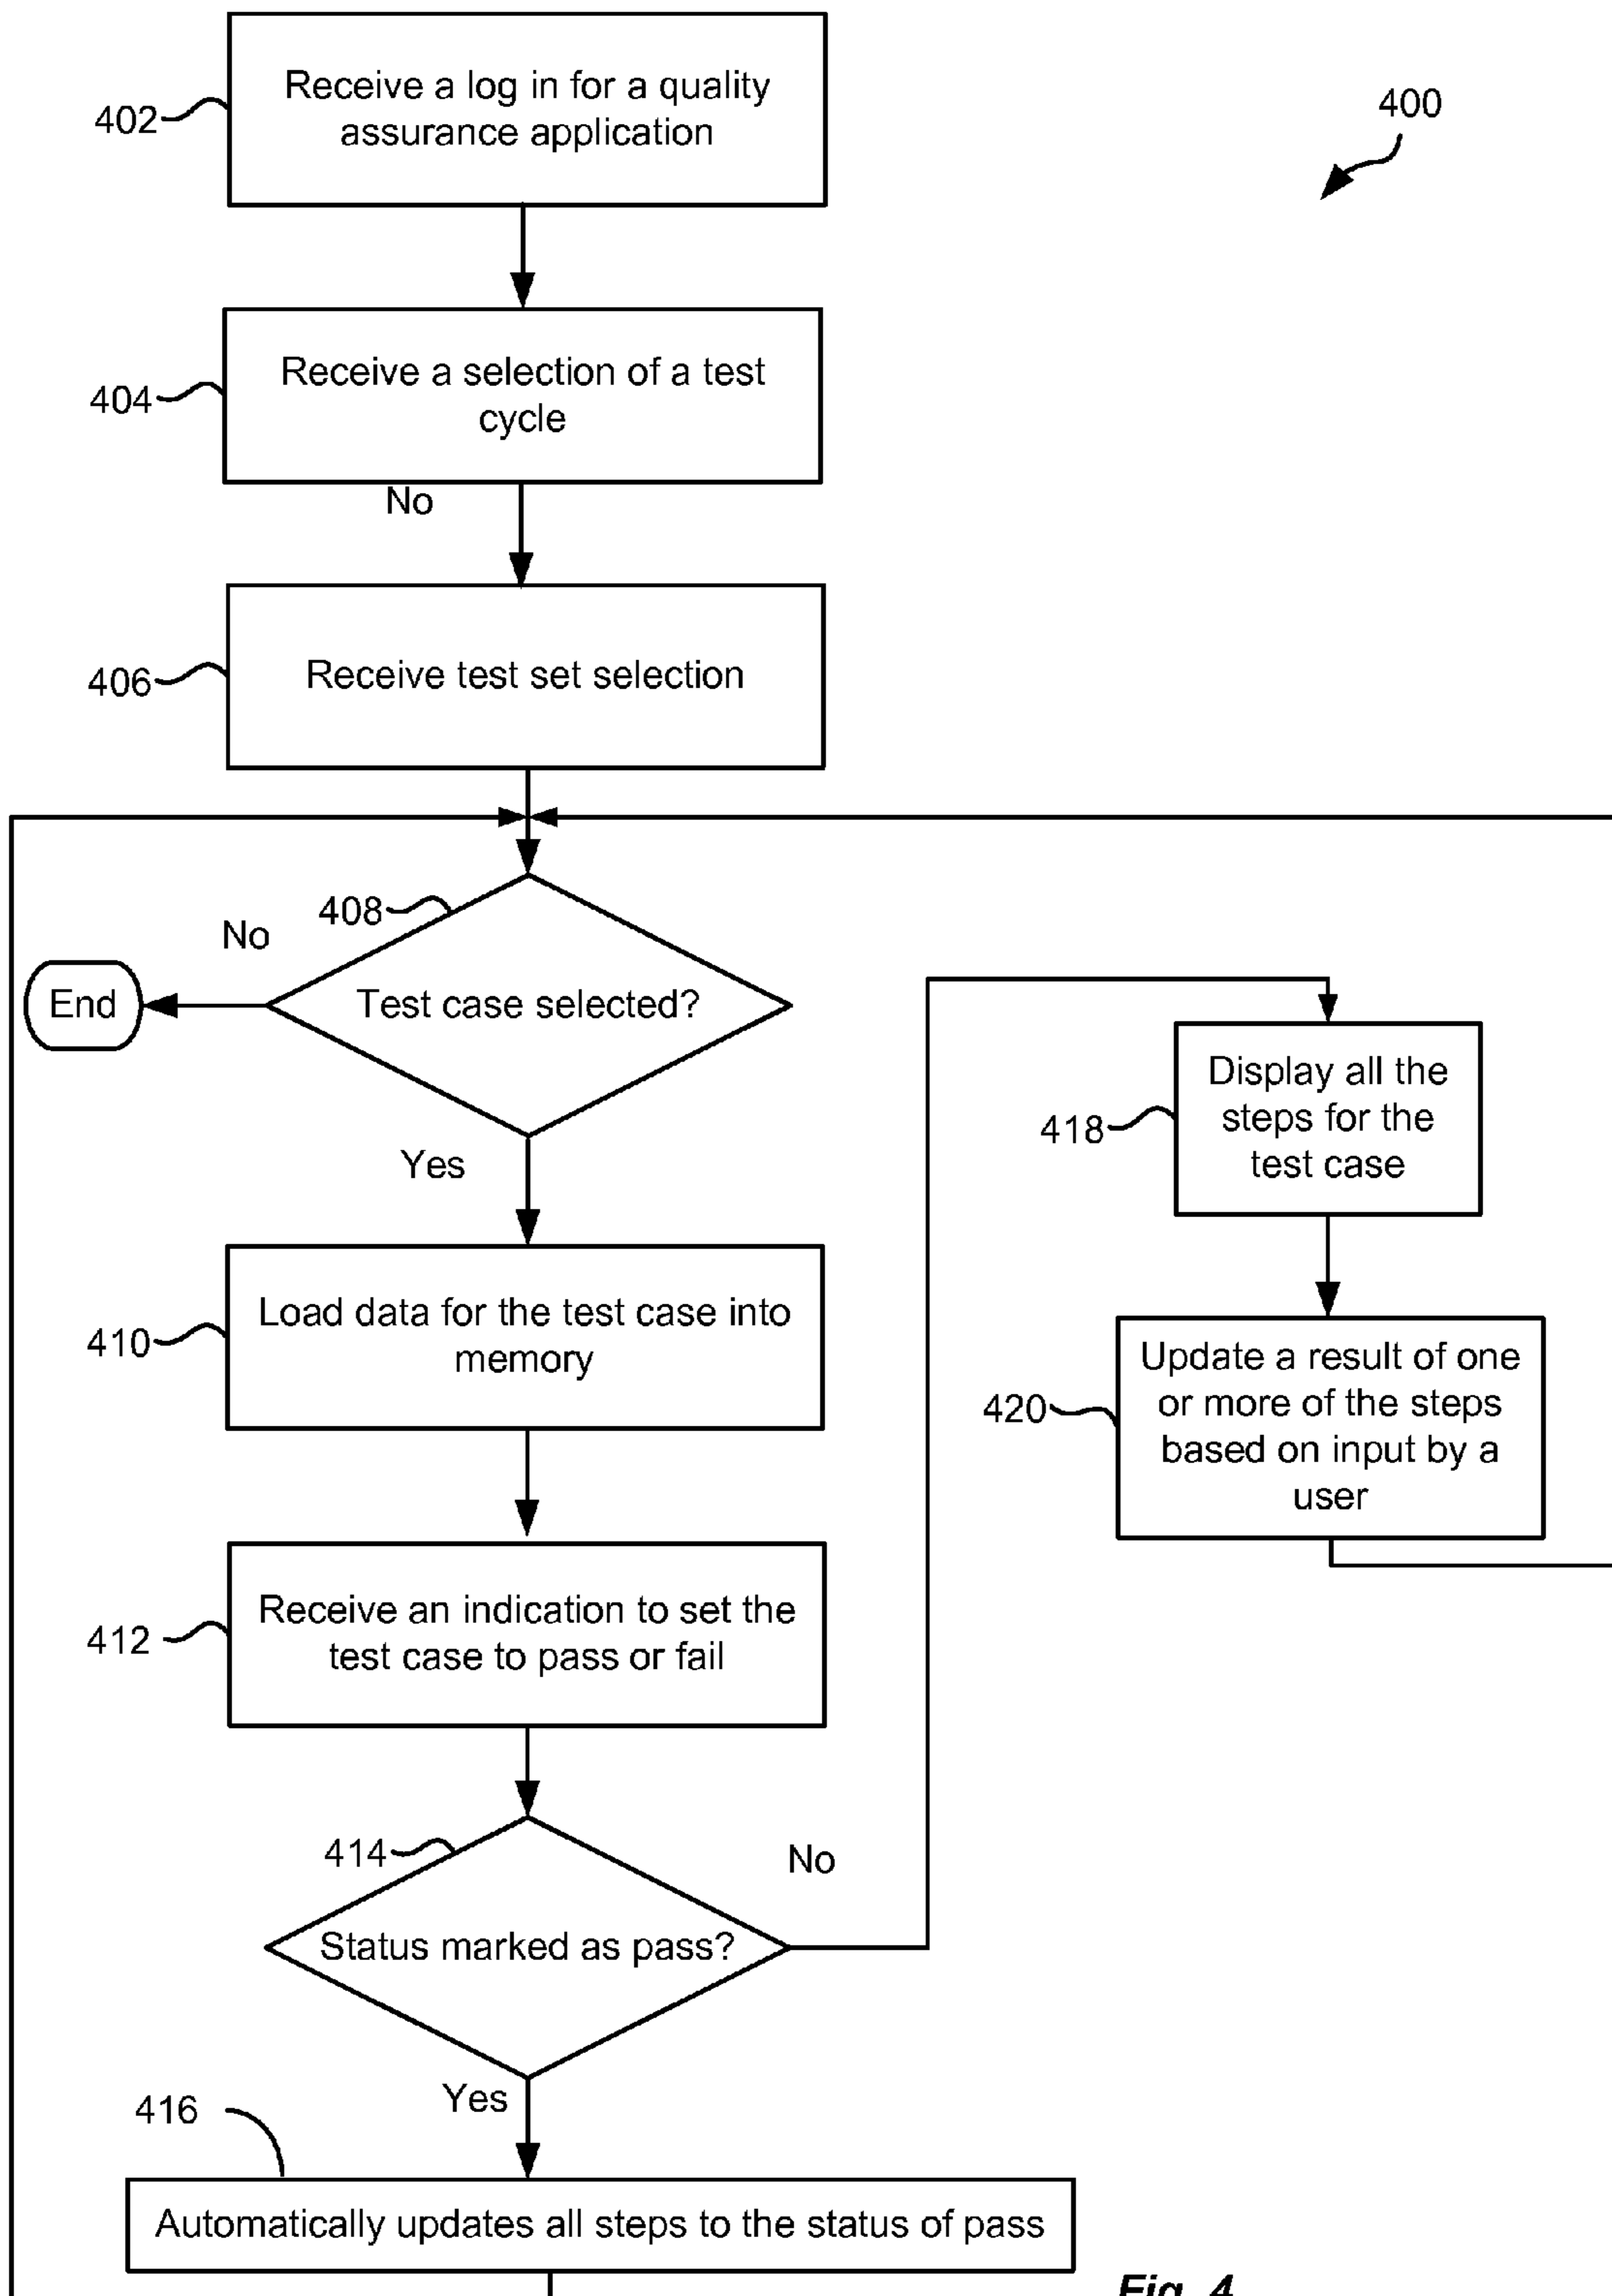 402
Receive a log in for a quality
assurance application
400
404
Receive a selection of a test
cycle
No
406
Receive test set selection
408
No
End
Test case selected?
Yes
410
Load data for the test case into
memory
412
Receive an indication to set the
test case to pass or fail
414
No
Status marked as pass?
Yes
416
Automatically updates all steps to the status of pass
418
Display all the
steps for the
test case
420
Update a result of one
or more of the steps
based on input by a
user
Fig. 4